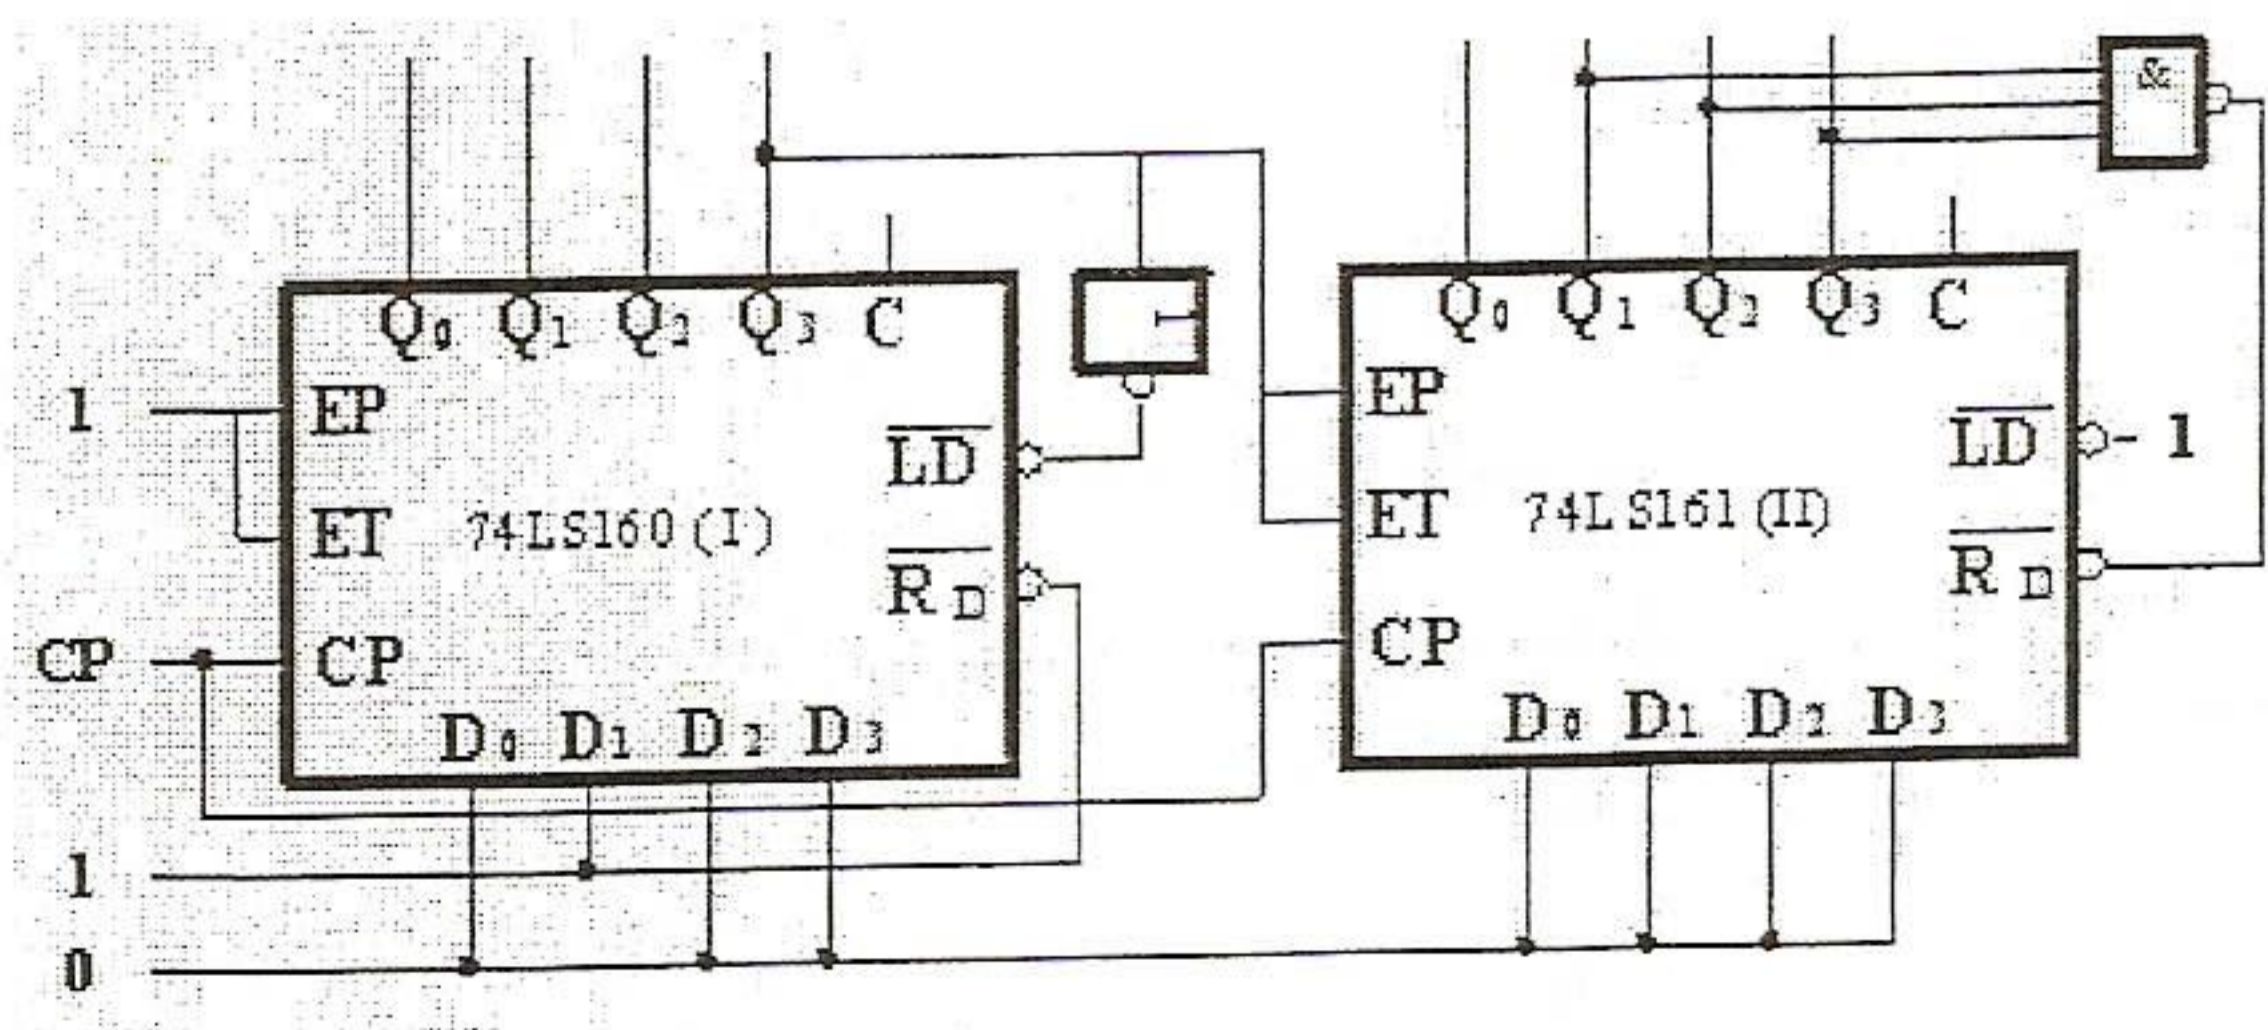 &
Q0 Q1 Q2 Q3 C
Q0 Q1 Q2 Q3 C
1
1 EP
LD
EP
LD 1
ET 74LS160 (I)
RD
ET 74LS161 (II)
RD
CP CP
CP
D0 D1 D2 D3
D0 D1 D2 D3
1
0